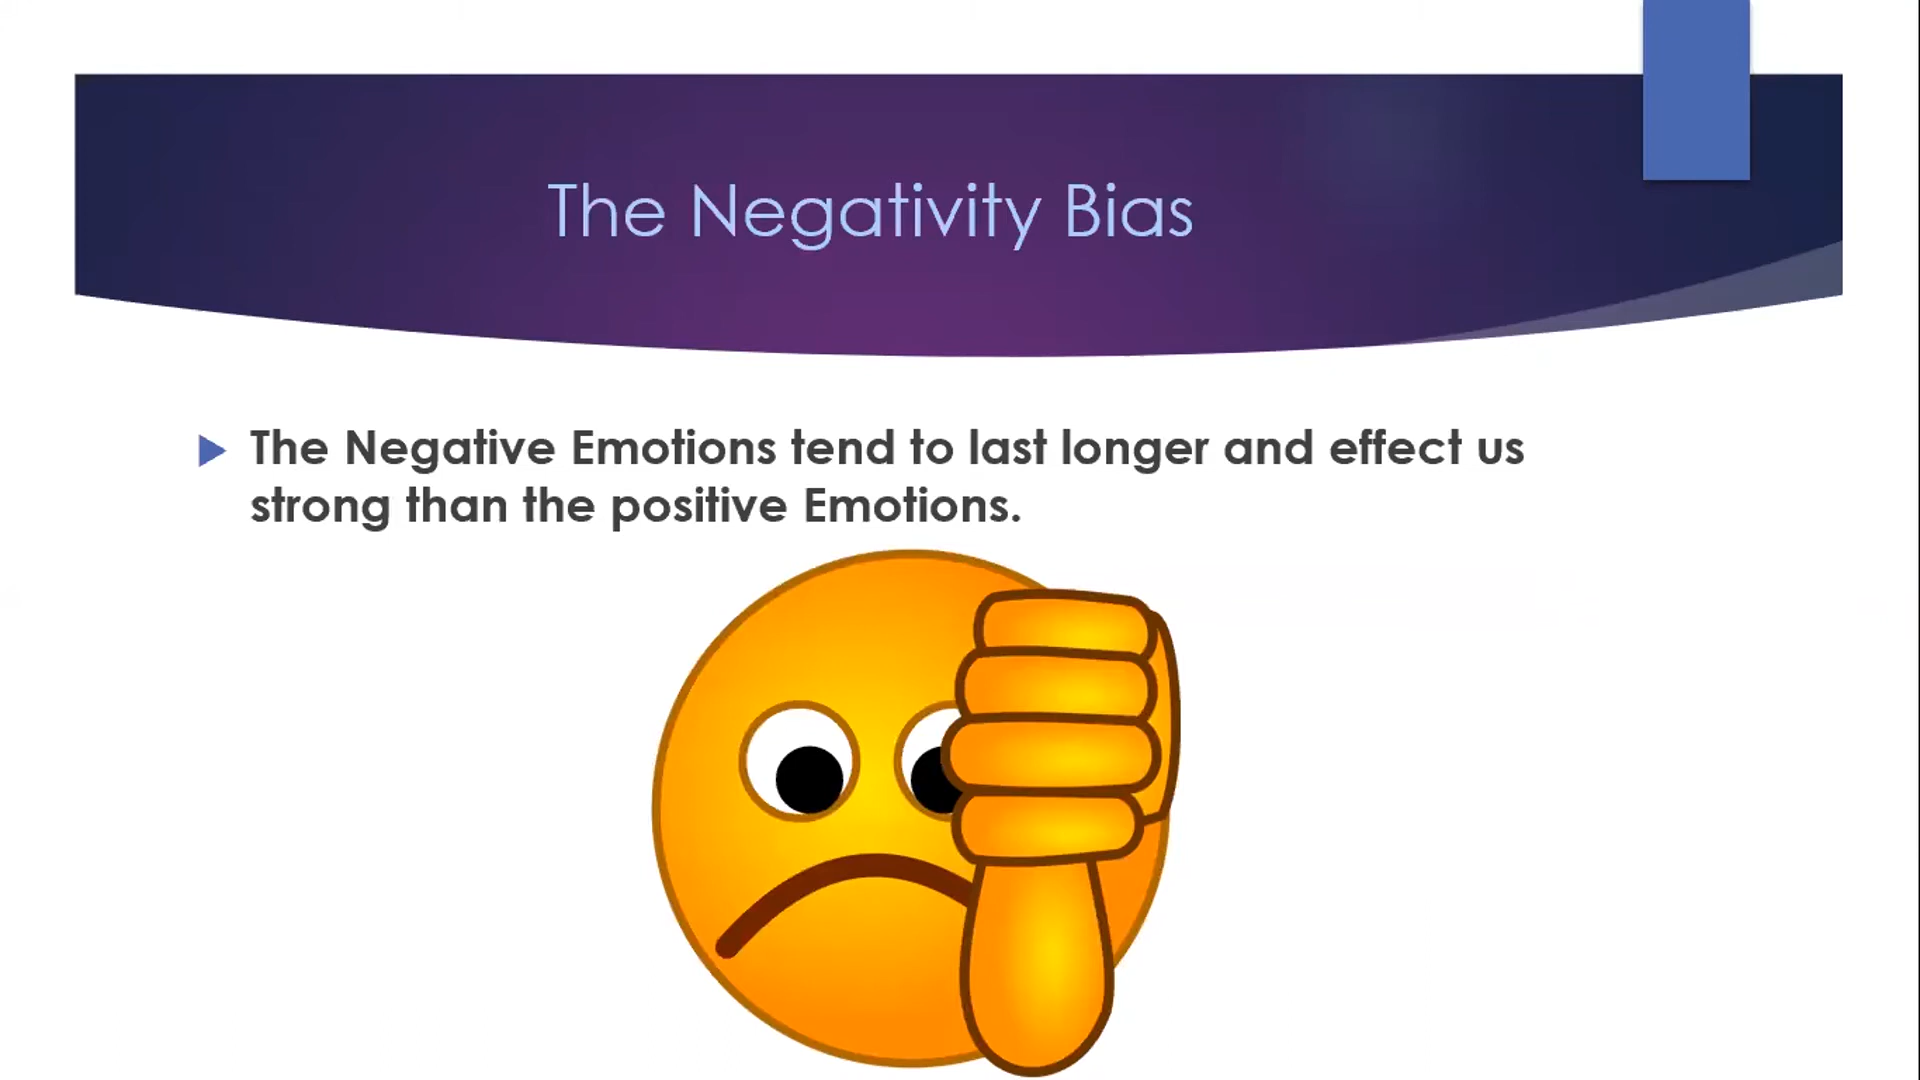 The Negativity Bias
The Negative Emotions tend to last longer and effect us
strong than the positive Emotions.